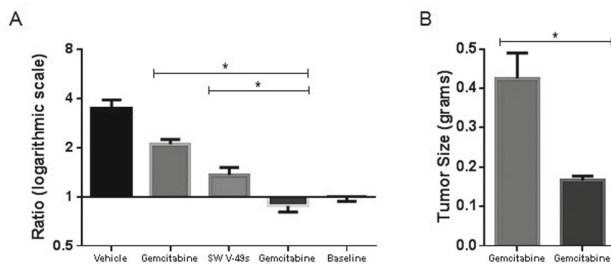 A
B
Ratio (logarithmic scale)
8
4
2
1
0.5
*
*
Vehicle
Gemcitabine
SW V-49s
Gemcitabine
Baseline
Tumor Size (grams)
0.5
0.4
0.3
0.2
0.1
0.0
*
Gemcitabine
Gemcitabine